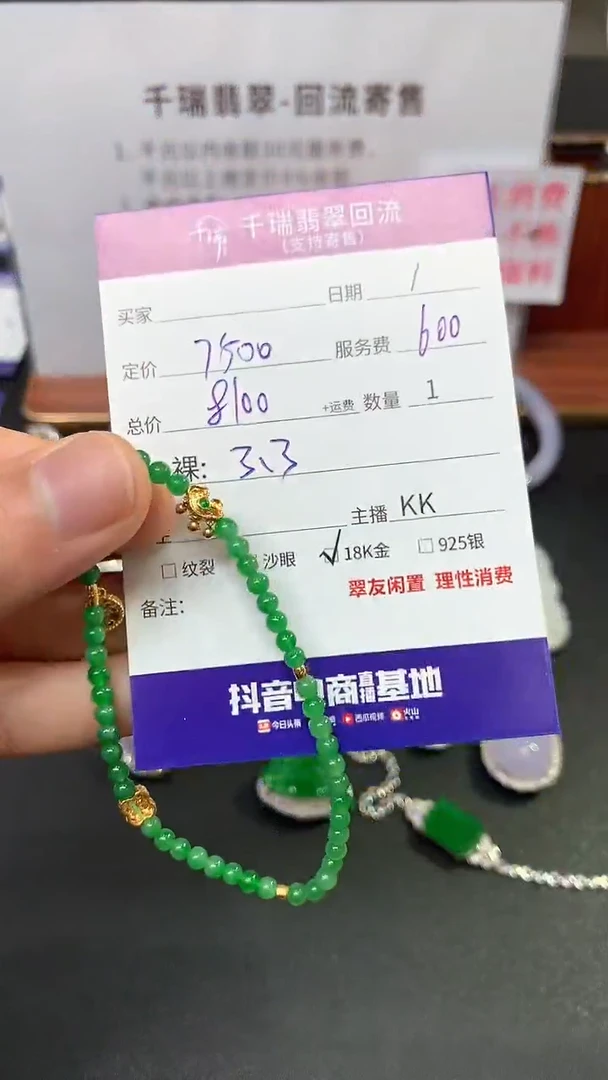 千瑞翡翠-回流寄售
千瑞翡翠回流
(支持寄售)
买家 日期 /
定价 7500 服务费 600
总价 8100 +运费 数量 1
裸: 3.3
主播 KK
□纹裂 沙眼 ✓18K金 □925银
备注: 翠友闲置 理性消费
抖音电商直播基地
今日头条 西瓜视频 火山